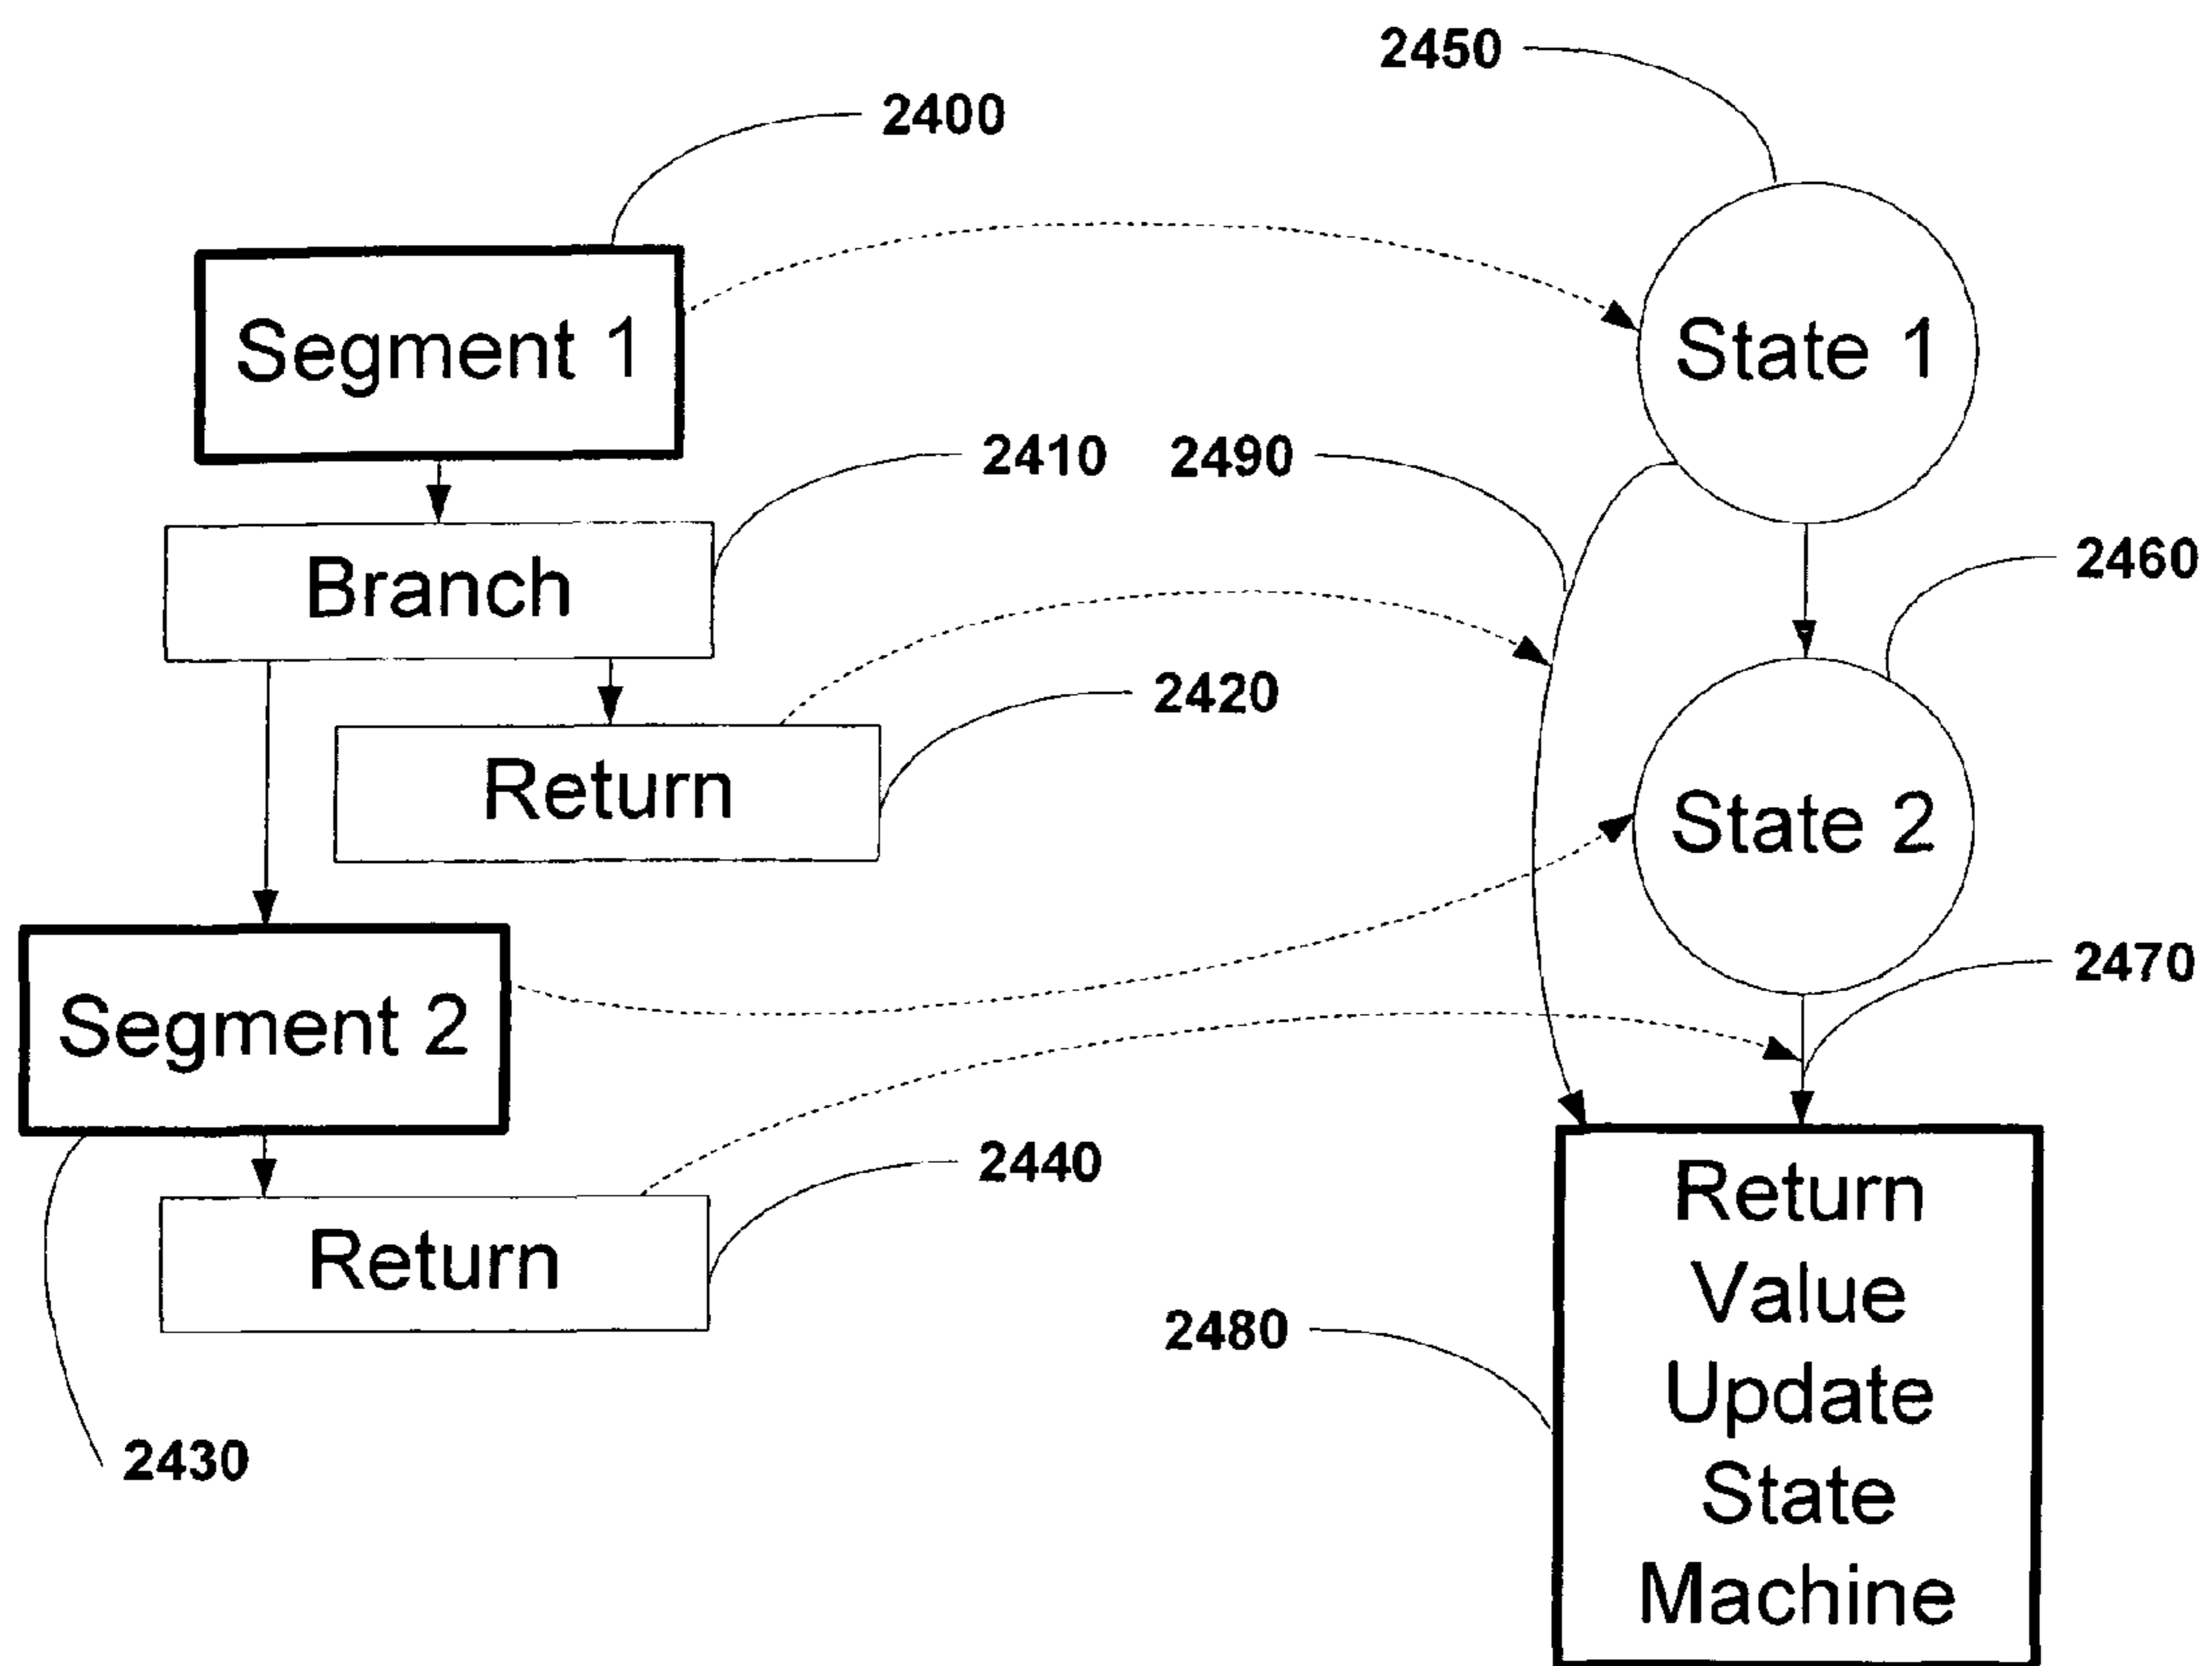 2450
2400
Segment 1
State 1
2410
2490
2460
Branch
2420
Return
State 2
2470
Segment 2
2440
Return
Return
Value
Update
State
Machine
2480
2430